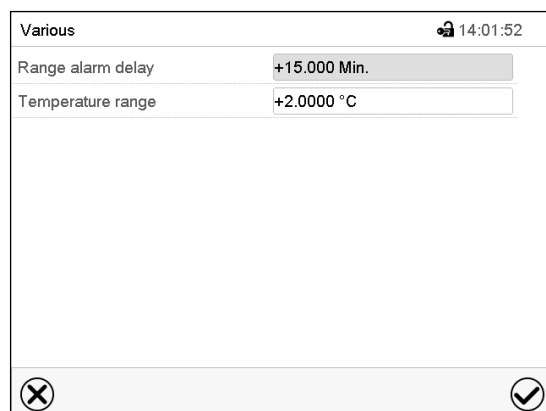 Various 14:01:52
Range alarm delay +15.000 Min.
Temperature range +2.0000 °C